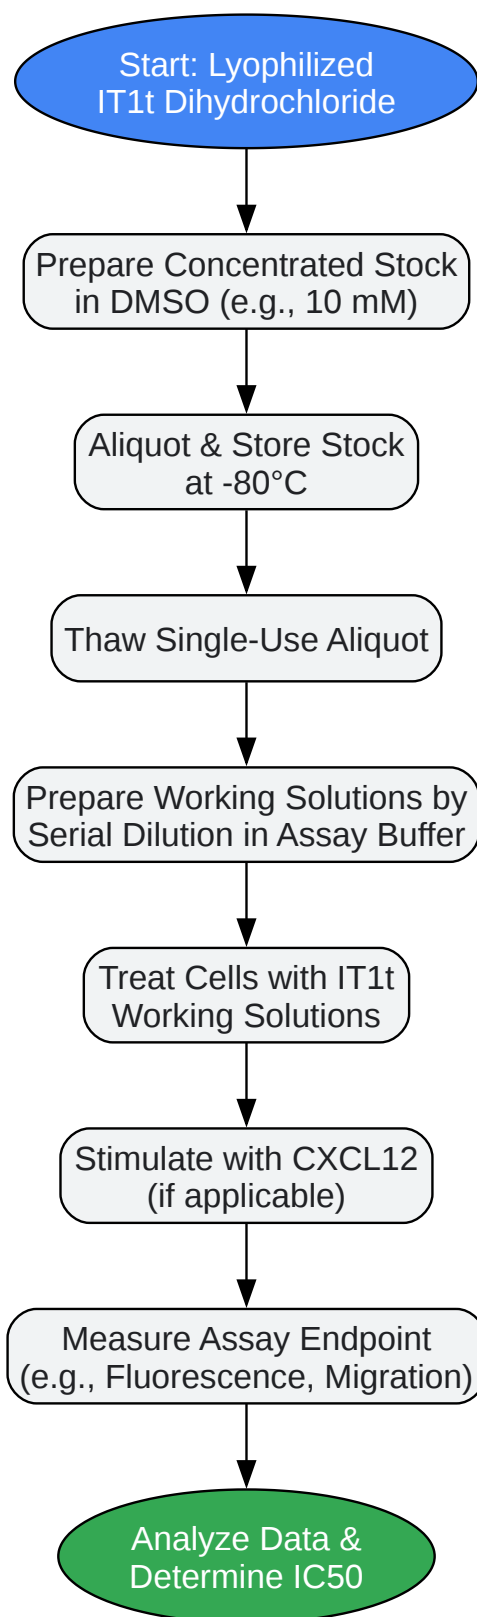 Start: Lyophilized
IT1t Dihydrochloride
Prepare Concentrated Stock
in DMSO (e.g., 10 mM)
Aliquot & Store Stock
at -80°C
Thaw Single-Use Aliquot
Prepare Working Solutions by
Serial Dilution in Assay Buffer
Treat Cells with IT1t
Working Solutions
Stimulate with CXCL12
(if applicable)
Measure Assay Endpoint
(e.g., Fluorescence, Migration)
Analyze Data &
Determine IC50